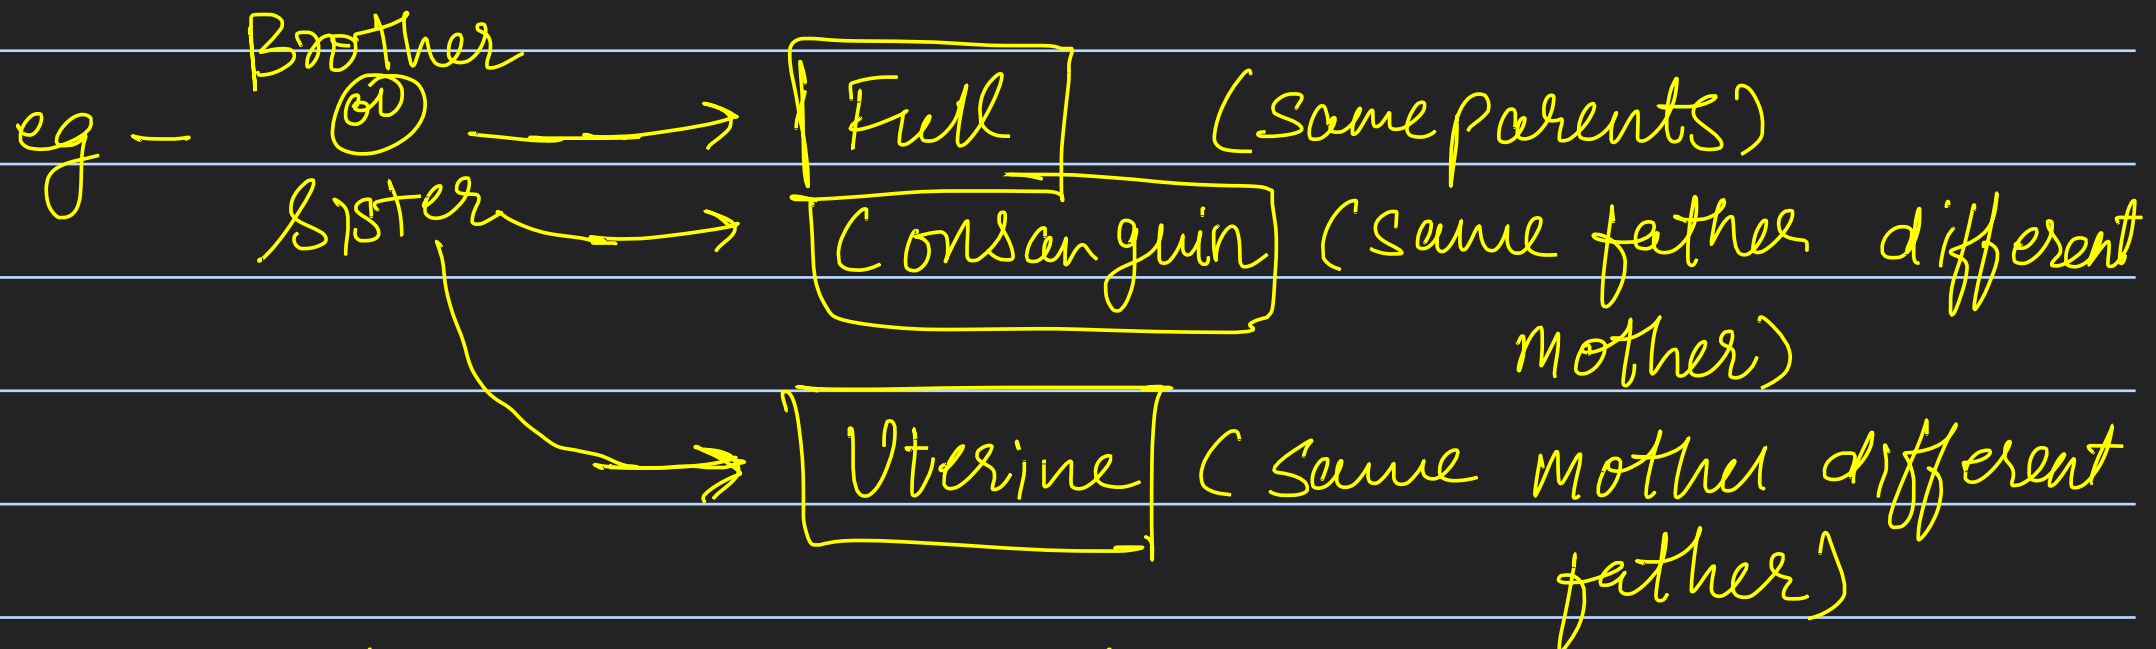 Brother
eg - or → Full (same parents)
Sister → Consanguin (same father different
mother)
→ Uterine (same mother different
father)